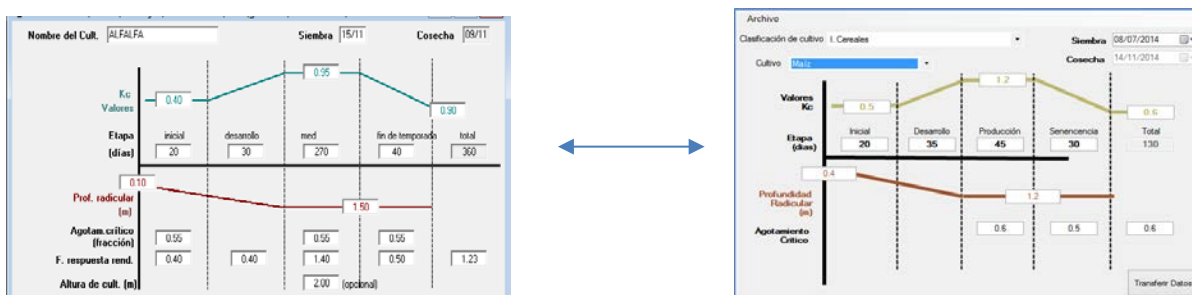 Nombre del Cult. ALFALFA Siembra 15/11 Cosecha 09/11
0.95
Kc
Valores
0.40
0.90
Etapa inicial desarrollo med fin de temporada total
(días) 20 30 270 40 360
0.10
Prof. radicular
(m)
1.50
Agotam.crítico
(fracción) 0.55 0.55 0.55
F. respuesta rend. 0.40 0.40 1.40 0.50 1.23
Altura de cult. (m) 2.00 (opcional)
Archivo
Clasificación de cultivo I. Cereales Siembra 08/07/2014
Cultivo Maíz Cosecha 14/11/2014
1.2
Valores
Kc
0.5
0.6
Etapa Inicial Desarrollo Producción Senencencia Total
(días) 20 35 45 30 130
0.4
Profundidad
Radicular
(m)
1.2
Agotamiento
Crítico
0.6 0.5 0.6
Transferir Datos